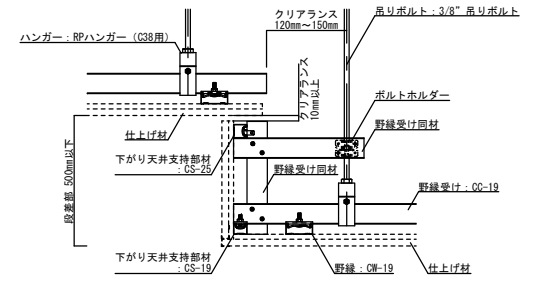 クリアランス
120mm～150mm
吊りボルト：3/8" 吊りボルト
ハンガー：RPハンガー（C38用）
クリアランス
10mm以上
ボルトホルダー
野縁受け同材
仕上げ材
段差部 500mm以下
下がり天井支持部材
：CS-25
野縁受け同材
野縁受け：CC-19
下がり天井支持部材
：CS-19
野縁：CW-19
仕上げ材